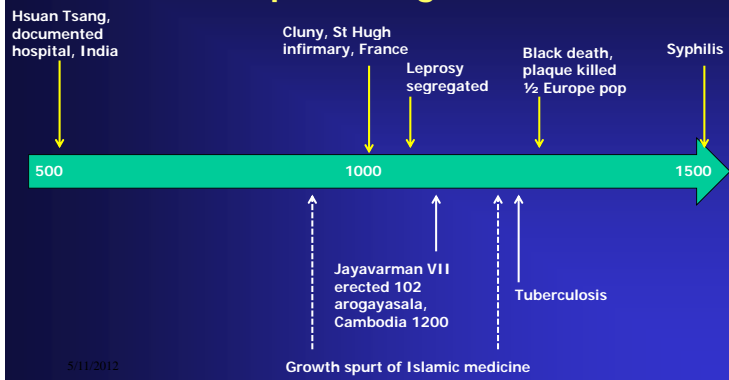 Hsuan Tsang,
documented
hospital, India
Cluny, St Hugh
infirmary, France
Leprosy
segregated
Black death,
plaque killed
½ Europe pop
Syphilis
500
1000
1500
Jayavarman VII
erected 102
arogayasala,
Cambodia 1200
Tuberculosis
5/11/2012
Growth spurt of Islamic medicine